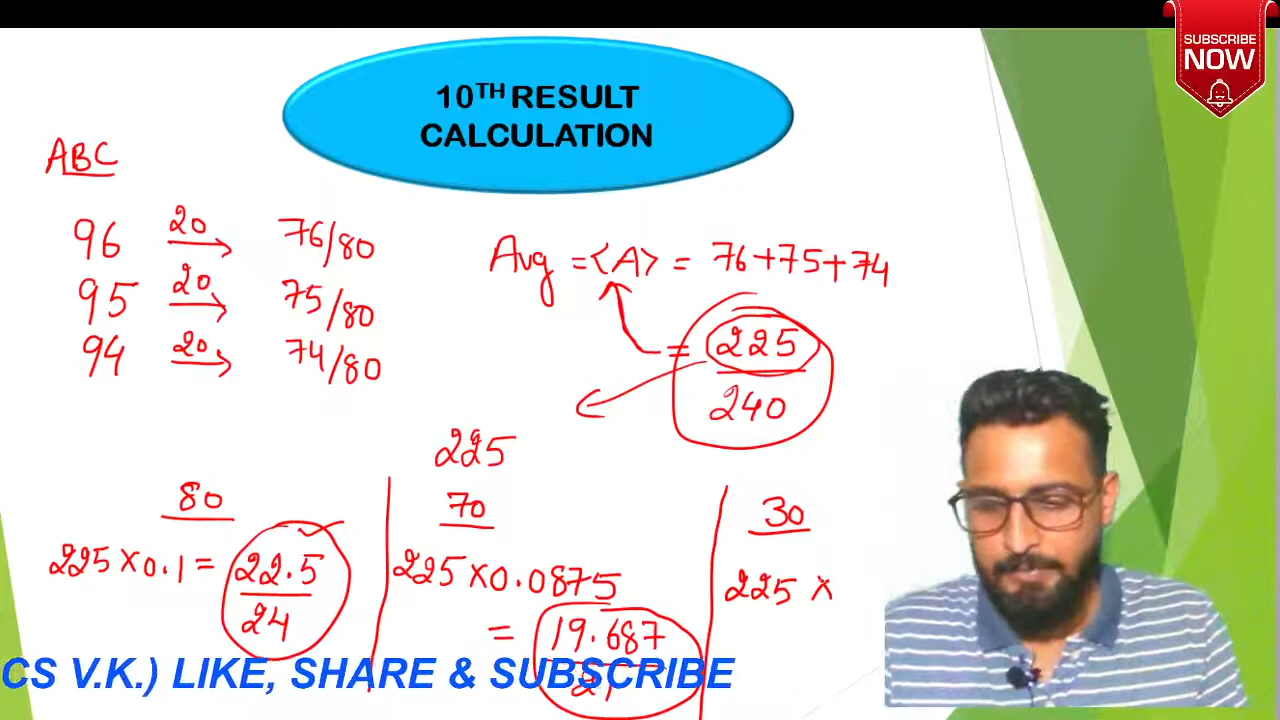 SUBSCRIBE
NOW
10TH RESULT
CALCULATION
ABC
96 20 → 76/80
95 20 → 75/80
94 20 → 74/80
Avg = <A> = 76+75+74
= 225
240
80
225 × 0.1 = 22.5
24
225
70
225 × 0.0875
= 19.687
21
30
225 ×
CS V.K.) LIKE, SHARE & SUBSCRIBE